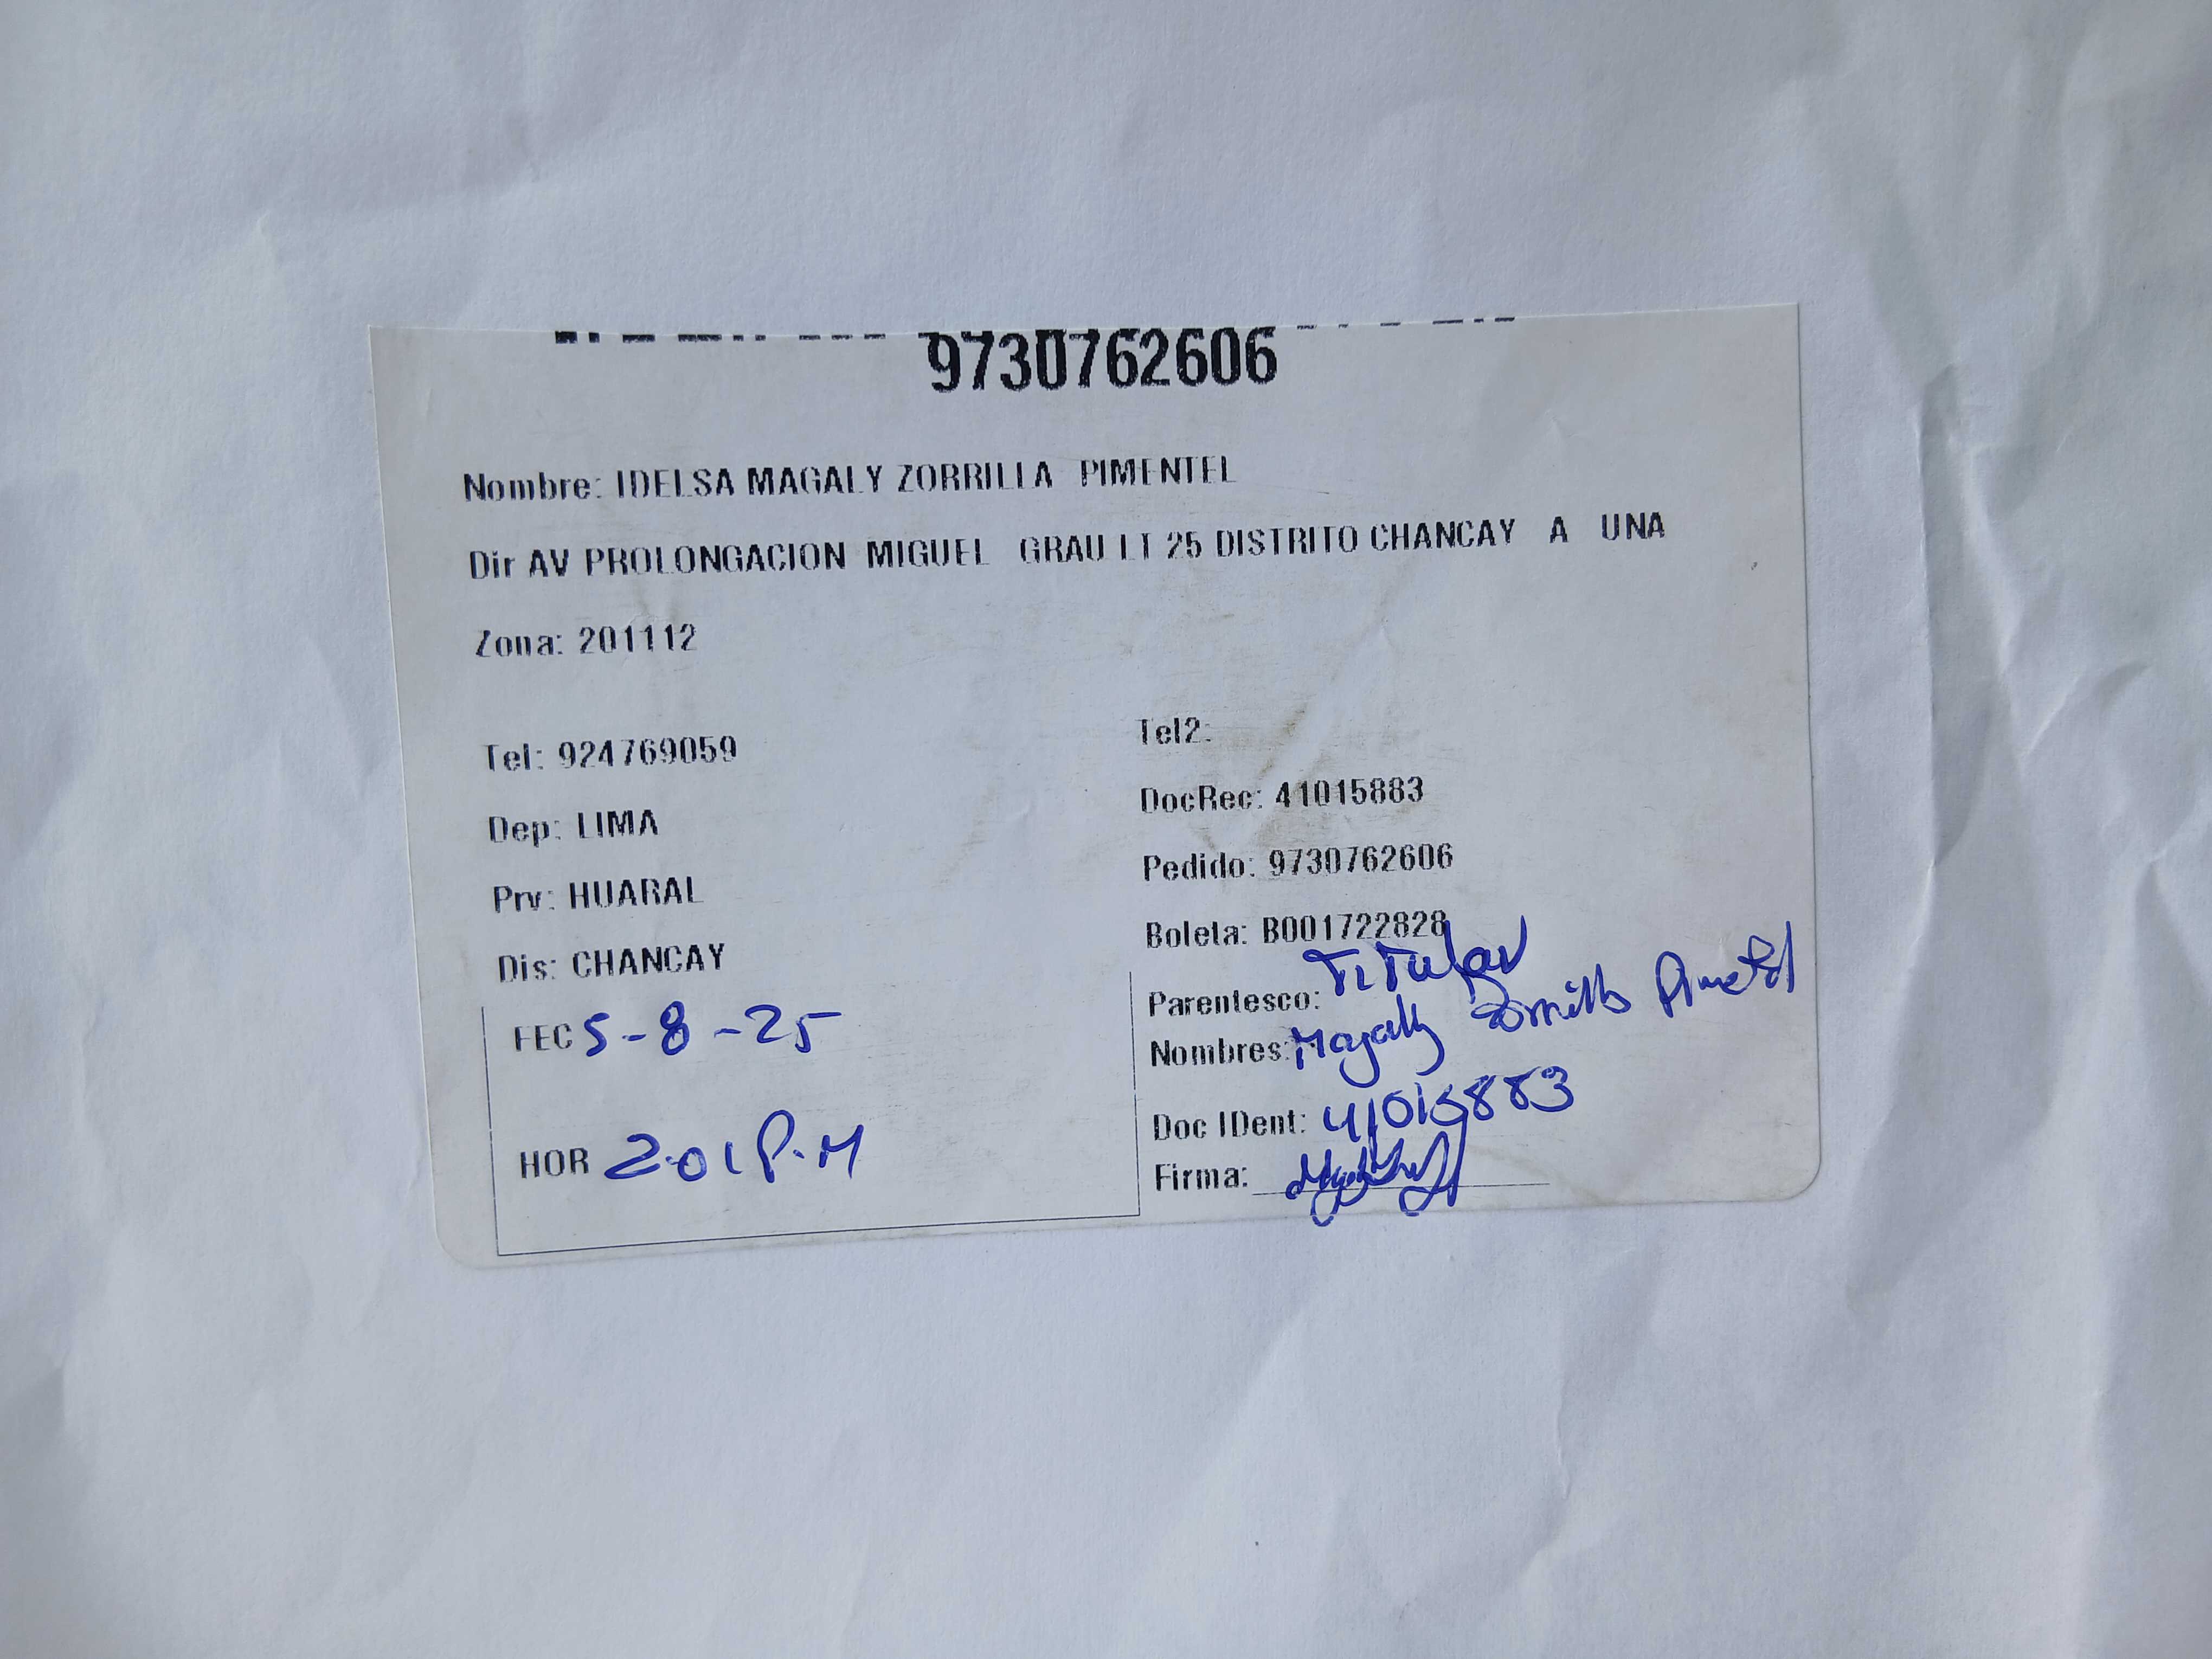 9730762606
Nombre: IDELSA MAGALY ZORRILLA PIMENTEL
Dir AV PROLONGACION MIGUEL GRAU LT 25 DISTRITO CHANCAY A UNA
Zona: 201112
Tel: 924769059
Dep: LIMA
Prv: HUARAL
Dis: CHANCAY
FEC 5-8-25
HOR 2:01 P.M
Tel2:
DocRec: 41015883
Pedido: 9730762606
Boleta: B001722828
Parentesco: Titular
Nombres: Magaly Zorrilla Pimentel
Doc IDent: 41015883
Firma: